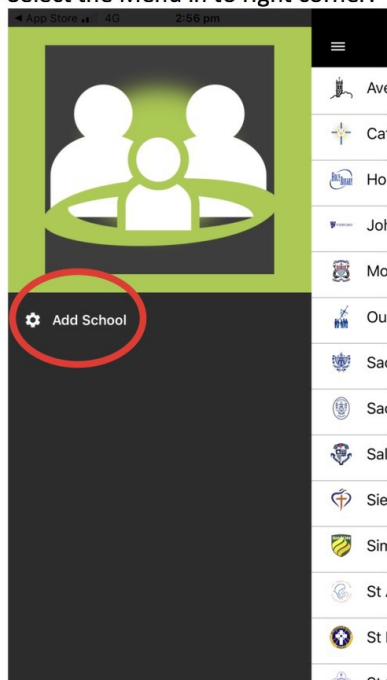 Select the Menu in to right corner.
App Store 4G 2:56 pm
Add School
Ave
Cat
Ho
Joh
Mo
Ou
Sac
Sac
Sal
Sie
Sim
St
St